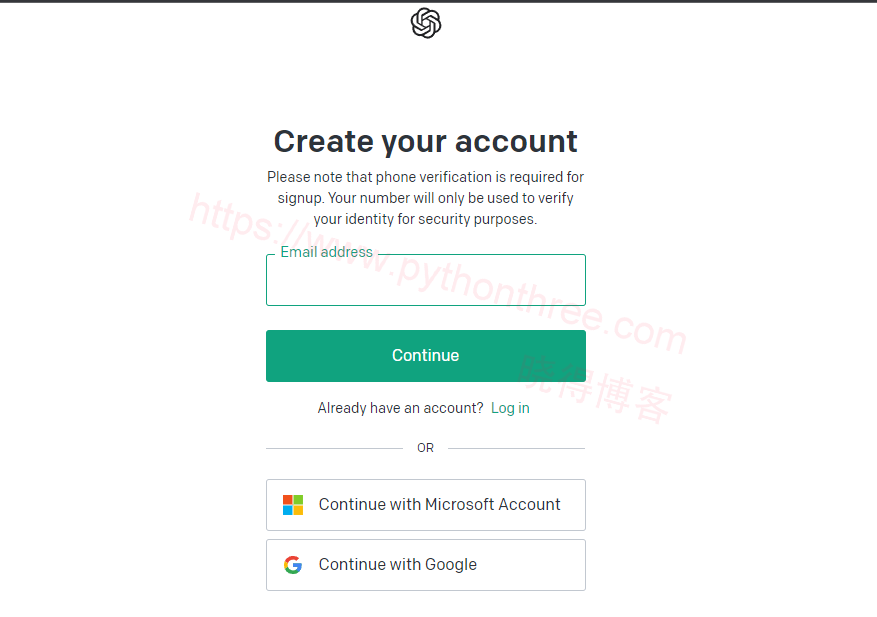 Create your account
Please note that phone verification is required for
signup. Your number will only be used to verify
your identity for security purposes.
https://www.pythonthree.com
Email address
Continue
晓得博客
Already have an account? Log in
OR
Continue with Microsoft Account
Continue with Google